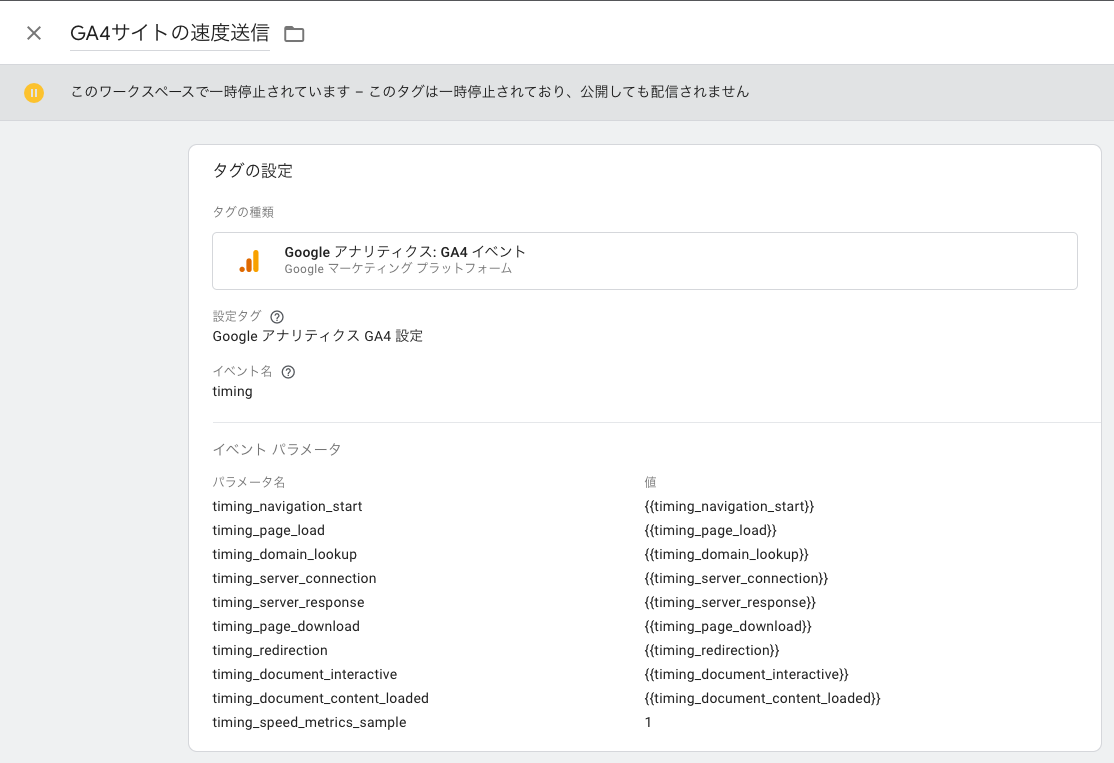 GA4サイトの速度送信
このワークスペースで一時停止されています – このタグは一時停止されており、公開しても配信されません
タグの設定
タグの種類
Google アナリティクス: GA4 イベント
Google マーケティング プラットフォーム
設定タグ
Google アナリティクス GA4 設定
イベント名
timing
イベント パラメータ
パラメータ名 値
timing_navigation_start {{timing_navigation_start}}
timing_page_load {{timing_page_load}}
timing_domain_lookup {{timing_domain_lookup}}
timing_server_connection {{timing_server_connection}}
timing_server_response {{timing_server_response}}
timing_page_download {{timing_page_download}}
timing_redirection {{timing_redirection}}
timing_document_interactive {{timing_document_interactive}}
timing_document_content_loaded {{timing_document_content_loaded}}
timing_speed_metrics_sample 1